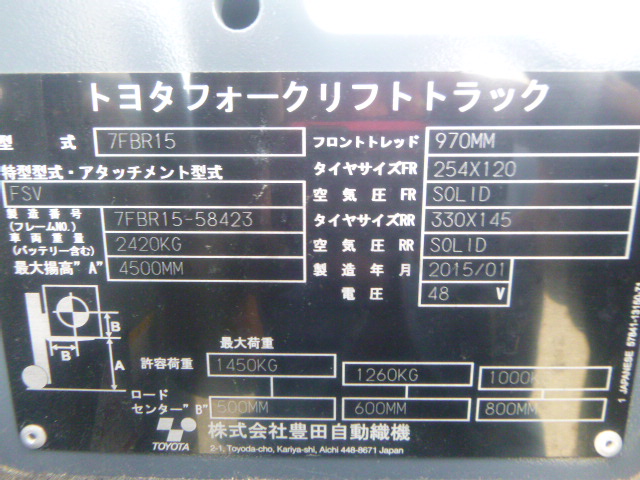 トヨタフォークリフトトラック
型 式 7FBR15
フロントトレッド 970MM
特型型式・アタッチメント型式
FSV
タイヤサイズFR 254X120
空気圧FR SOLID
製造番号
(フレームNO.) 7FBR15-58423
タイヤサイズRR 330X145
車両重量
(バッテリー含む) 2420KG
空気圧RR SOLID
最大揚高"A" 4500MM
製造年月 2015/01
電圧 48 V
B
B
A
最大荷重
許容荷重 1450KG 1260KG 1000KG
ロード
センター"B" 500MM 600MM 800MM
TOYOTA
株式会社豊田自動織機
2-1, Toyoda-cho, Kariya-shi, Aichi 448-8671 Japan